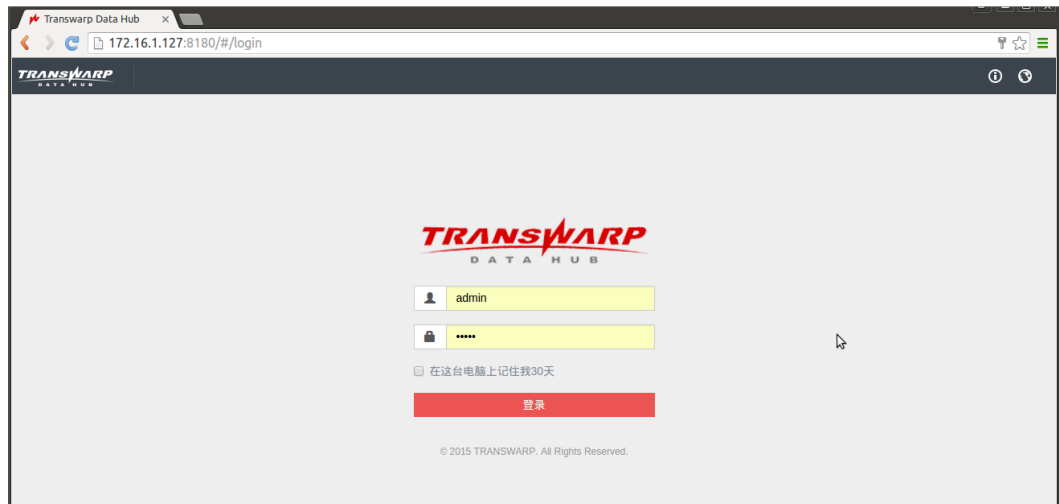 Transwarp Data Hub
172.16.1.127:8180/#/login
TRANSWARP
DATA HUB
TRANSWARP
DATA HUB
admin
•••••
在这台电脑上记住我30天
登录
© 2015 TRANSWARP. All Rights Reserved.